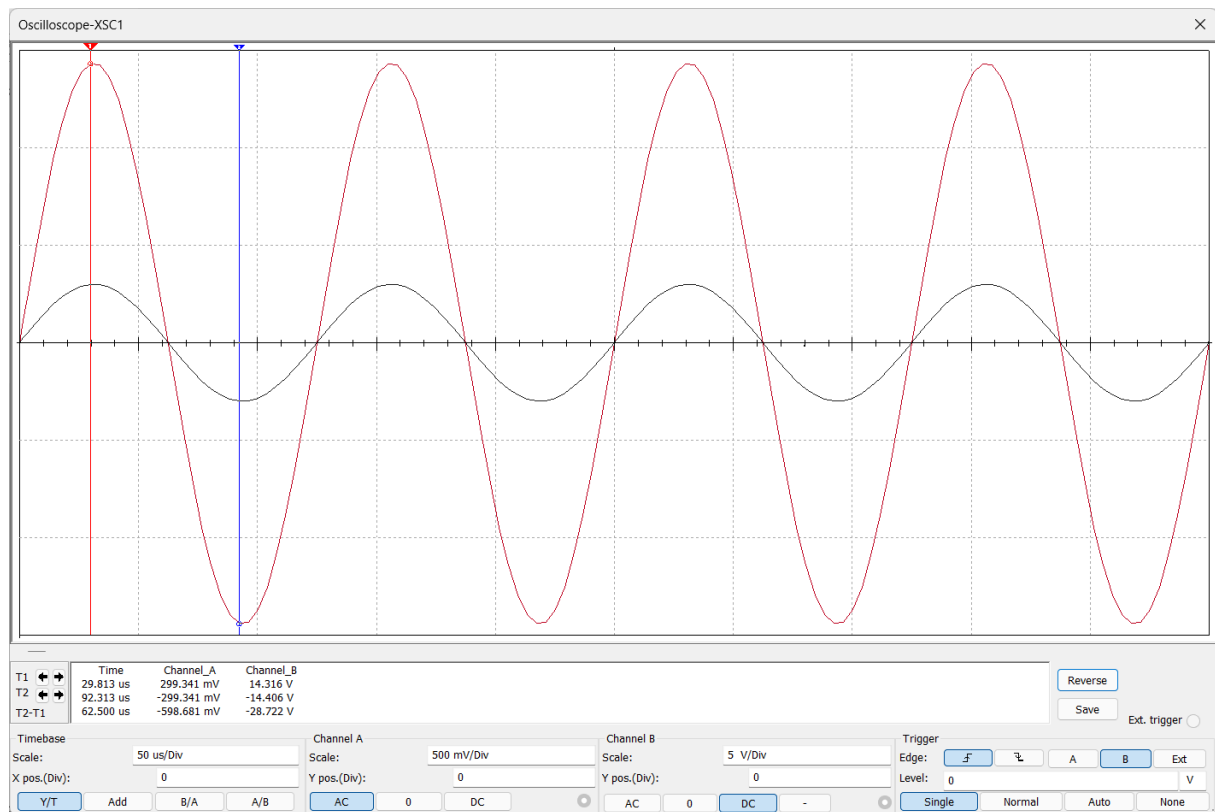 Oscilloscope-XSC1
T1
T2
T2-T1
Time Channel_A Channel_B
29.813 us 299.341 mV 14.316 V
92.313 us -299.341 mV -14.406 V
62.500 us -598.681 mV -28.722 V
Reverse
Save
Ext. trigger
Timebase
Scale: 50 us/Div
X pos.(Div): 0
Y/T Add B/A A/B
Channel A
Scale: 500 mV/Div
Y pos.(Div): 0
AC 0 DC
Channel B
Scale: 5 V/Div
Y pos.(Div): 0
AC 0 DC -
Trigger
Edge: A B Ext
Level: 0 V
Single Normal Auto None